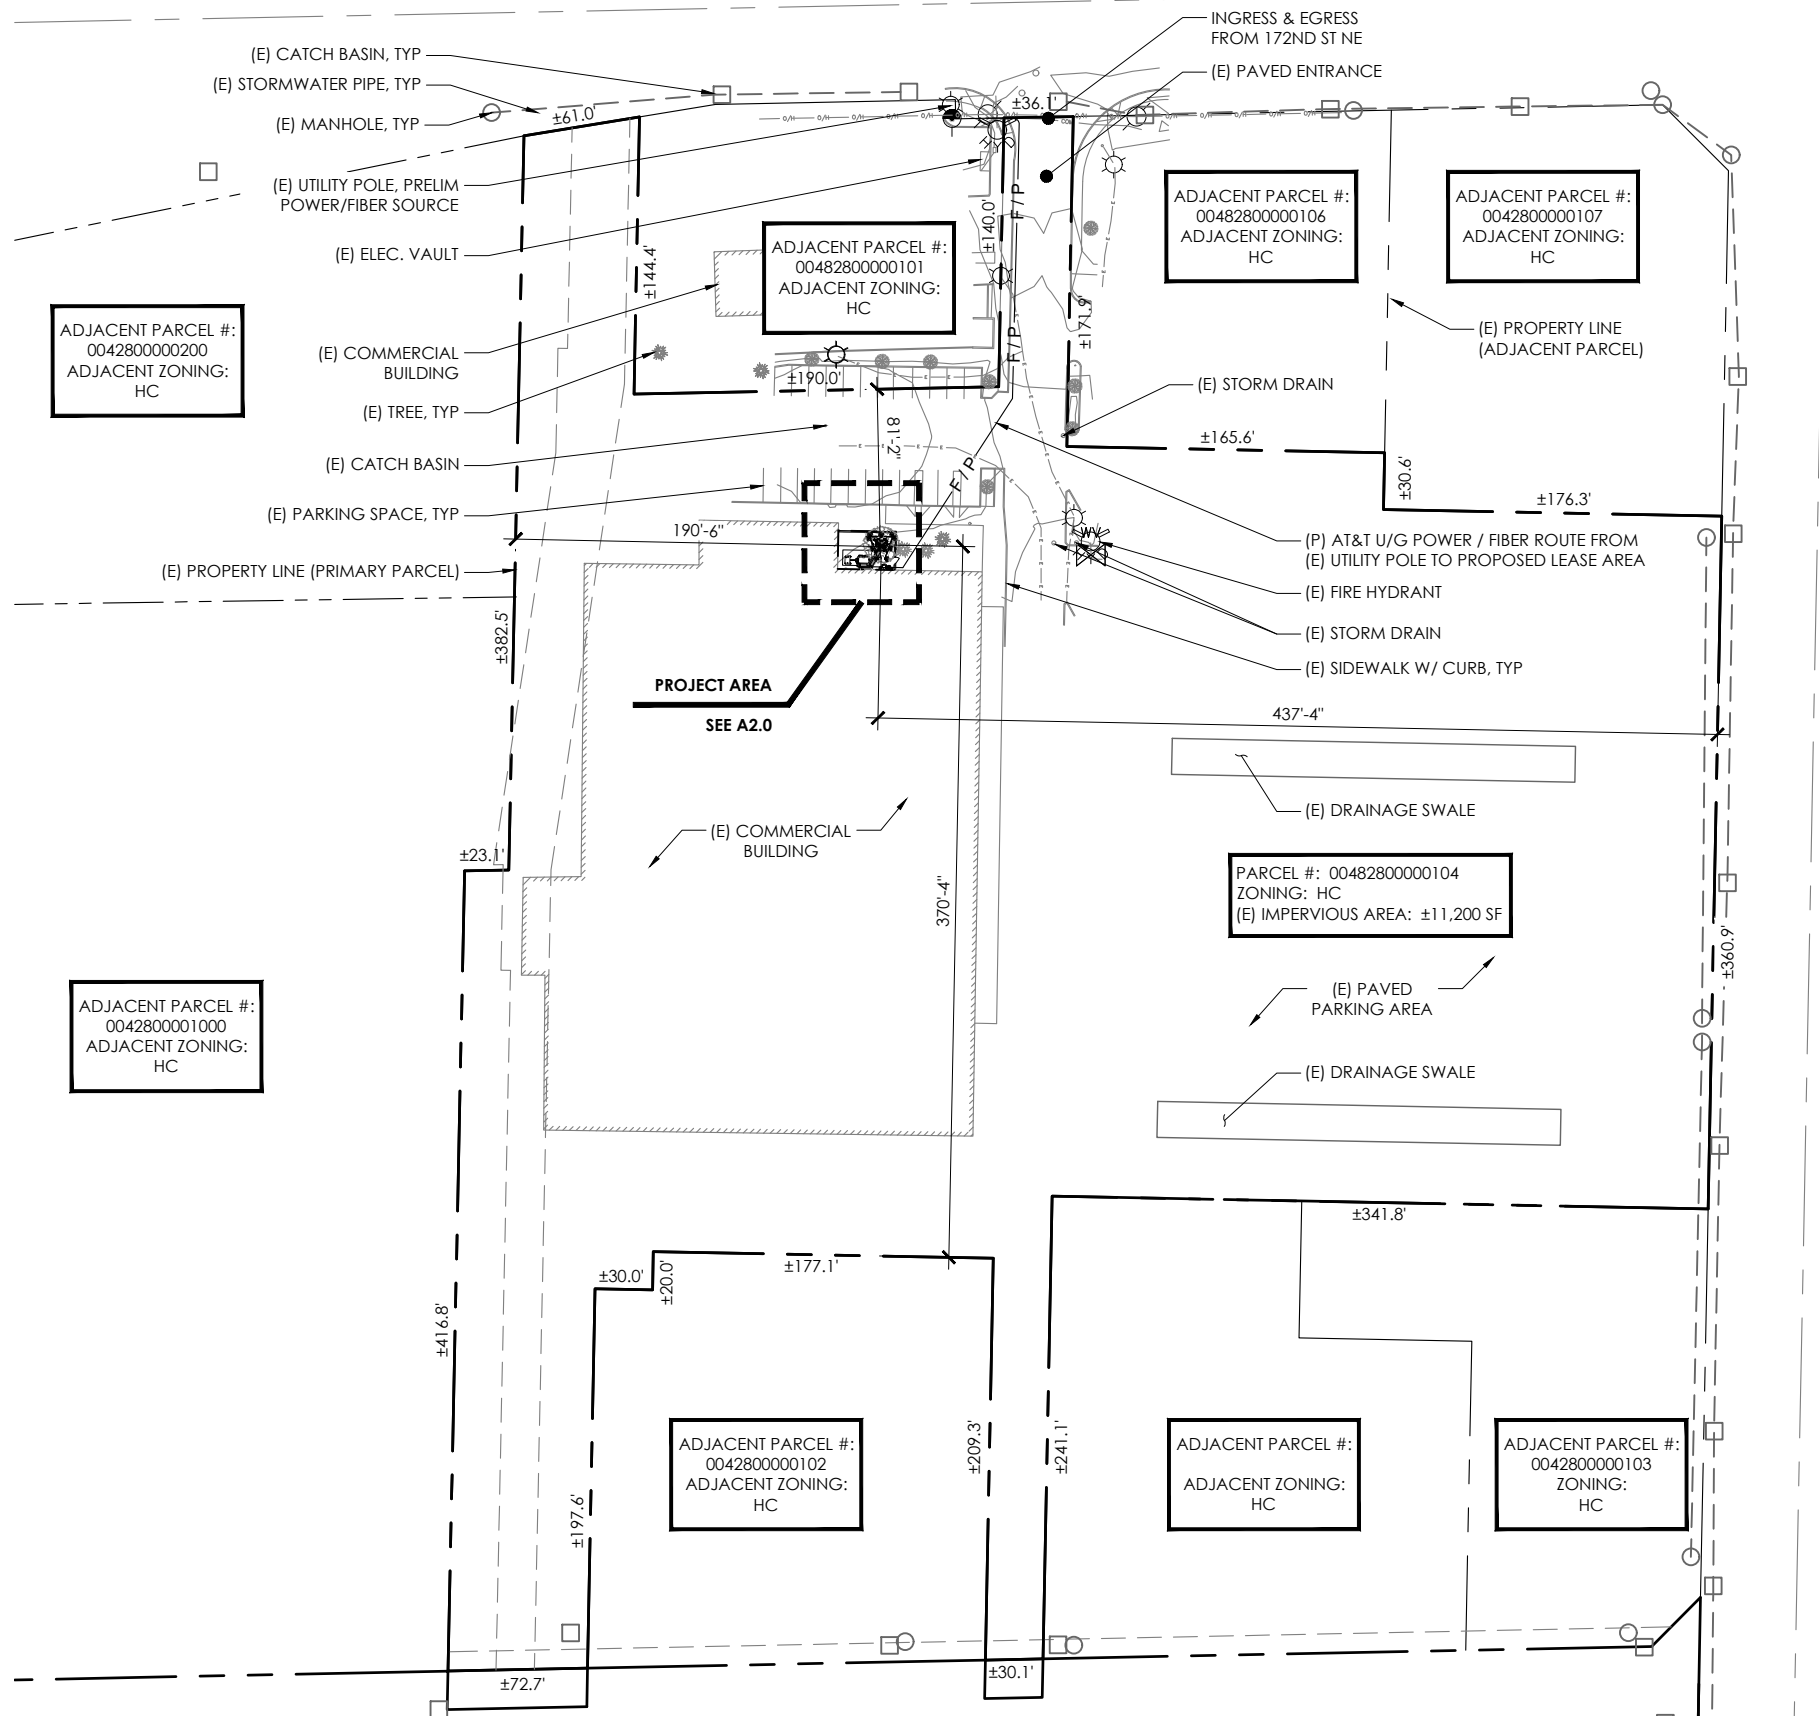 INGRESS & EGRESS
FROM 172ND ST NE
(E) PAVED ENTRANCE
(E) CATCH BASIN, TYP
(E) STORMWATER PIPE, TYP
(E) MANHOLE, TYP
±61.0'
±36.1'
(E) UTILITY POLE, PRELIM
POWER/FIBER SOURCE
(E) ELEC. VAULT
±144.4'
±140.0'
F / P
F / P
±171.9'
ADJACENT PARCEL #:
00482800000101
ADJACENT ZONING:
HC
ADJACENT PARCEL #:
00482800000106
ADJACENT ZONING:
HC
ADJACENT PARCEL #:
0042800000107
ADJACENT ZONING:
HC
ADJACENT PARCEL #:
0042800000200
ADJACENT ZONING:
HC
(E) COMMERCIAL
BUILDING
(E) TREE, TYP
(E) CATCH BASIN
(E) PARKING SPACE, TYP
(E) PROPERTY LINE (PRIMARY PARCEL)
(E) PROPERTY LINE
(ADJACENT PARCEL)
(E) STORM DRAIN
±190.0'
81'-2"
F / P
±165.6'
±30.6'
±176.3'
190'-6"
WV
(P) AT&T U/G POWER / FIBER ROUTE FROM
(E) UTILITY POLE TO PROPOSED LEASE AREA
(E) FIRE HYDRANT
(E) STORM DRAIN
(E) SIDEWALK W/ CURB, TYP
±382.5'
PROJECT AREA
SEE A2.0
437'-4"
(E) DRAINAGE SWALE
(E) COMMERCIAL
BUILDING
±23.1'
370'-4"
PARCEL #: 00482800000104
ZONING: HC
(E) IMPERVIOUS AREA: ±11,200 SF
±360.9'
(E) PAVED
PARKING AREA
(E) DRAINAGE SWALE
ADJACENT PARCEL #:
0042800001000
ADJACENT ZONING:
HC
±341.8'
±177.1'
±30.0'
±20.0'
±416.8'
±209.3'
±241.1'
±197.6'
ADJACENT PARCEL #:
0042800000102
ADJACENT ZONING:
HC
ADJACENT PARCEL #:
ADJACENT ZONING:
HC
ADJACENT PARCEL #:
0042800000103
ZONING:
HC
±72.7'
±30.1'